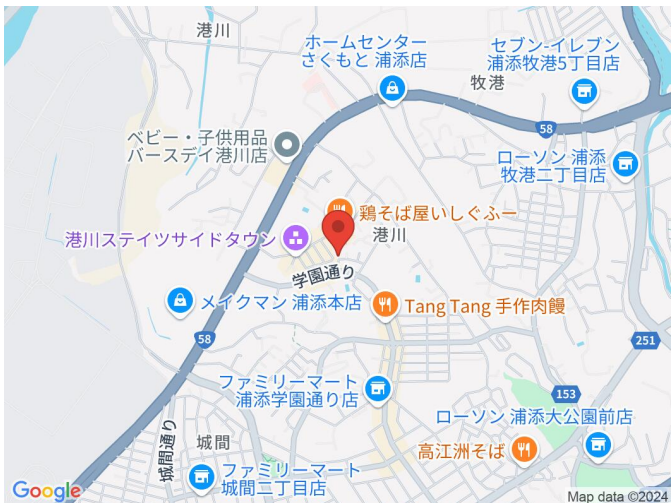 港川
ホームセンター
さくもと 浦添店
セブン-イレブン
浦添牧港5丁目店
牧港
58
ベビー・子供用品
バースデイ港川店
ローソン 浦添
牧港二丁目店
鶏そば屋いしぐふー
港川ステイツサイドタウン
港川
学園通り
メイクマン 浦添本店
Tang Tang 手作肉饅
58
251
ファミリーマート
浦添学園通り店
153
ローソン 浦添大公園前店
城間通り
城間
高江洲そば
ファミリーマート
城間二丁目店
Google
Map data ©2024